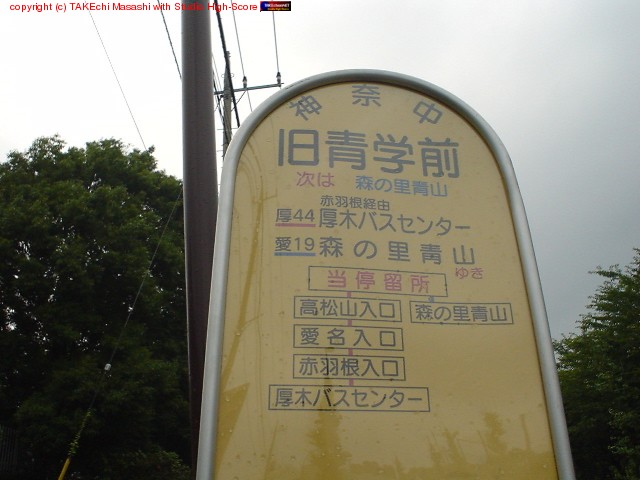 copyright (c) TAKEchi Masashi with Studio High-Score
神奈中
旧青学前
次は 森の里青山
赤羽根経由
厚44 厚木バスセンター
愛19 森の里青山
ゆき
当停留所
高松山入口 森の里青山
愛名入口
赤羽根入口
厚木バスセンター